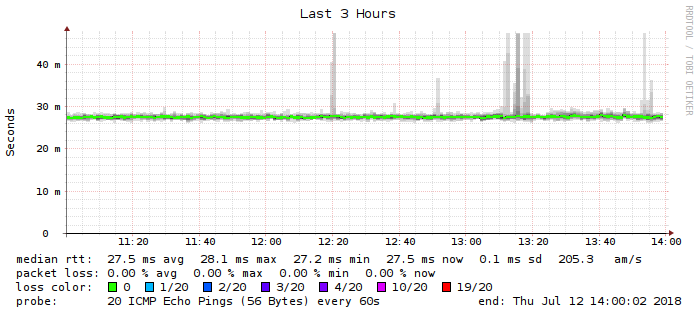 Last 3 Hours
RRDTOOL / TOBI OETIKER
Seconds
40 m
30 m
20 m
10 m
0
11:20 11:40 12:00 12:20 12:40 13:00 13:20 13:40 14:00
median rtt: 27.5 ms avg 28.1 ms max 27.2 ms min 27.5 ms now 0.1 ms sd 205.3 am/s
packet loss: 0.00 % avg 0.00 % max 0.00 % min 0.00 % now
loss color: 0 1/20 2/20 3/20 4/20 10/20 19/20
probe: 20 ICMP Echo Pings (56 Bytes) every 60s end: Thu Jul 12 14:00:02 2018